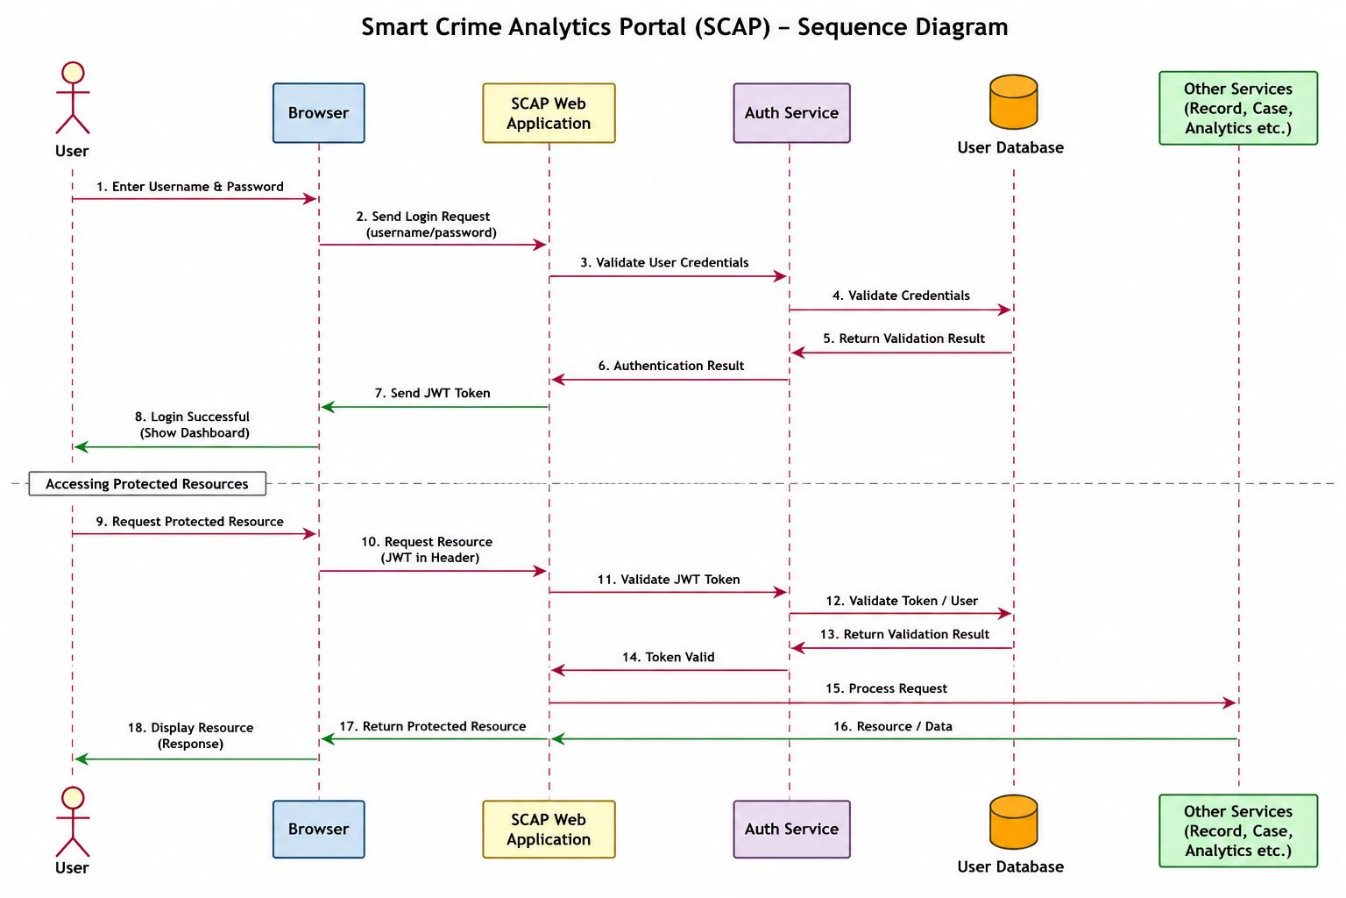 Smart Crime Analytics Portal (SCAP) – Sequence Diagram
User
Browser
SCAP Web
Application
Auth Service
User Database
Other Services
(Record, Case,
Analytics etc.)
1. Enter Username & Password
2. Send Login Request
(username/password)
3. Validate User Credentials
4. Validate Credentials
5. Return Validation Result
6. Authentication Result
7. Send JWT Token
8. Login Successful
(Show Dashboard)
Accessing Protected Resources
9. Request Protected Resource
10. Request Resource
(JWT in Header)
11. Validate JWT Token
12. Validate Token / User
13. Return Validation Result
14. Token Valid
15. Process Request
16. Resource / Data
17. Return Protected Resource
18. Display Resource
(Response)
User
Browser
SCAP Web
Application
Auth Service
User Database
Other Services
(Record, Case,
Analytics etc.)